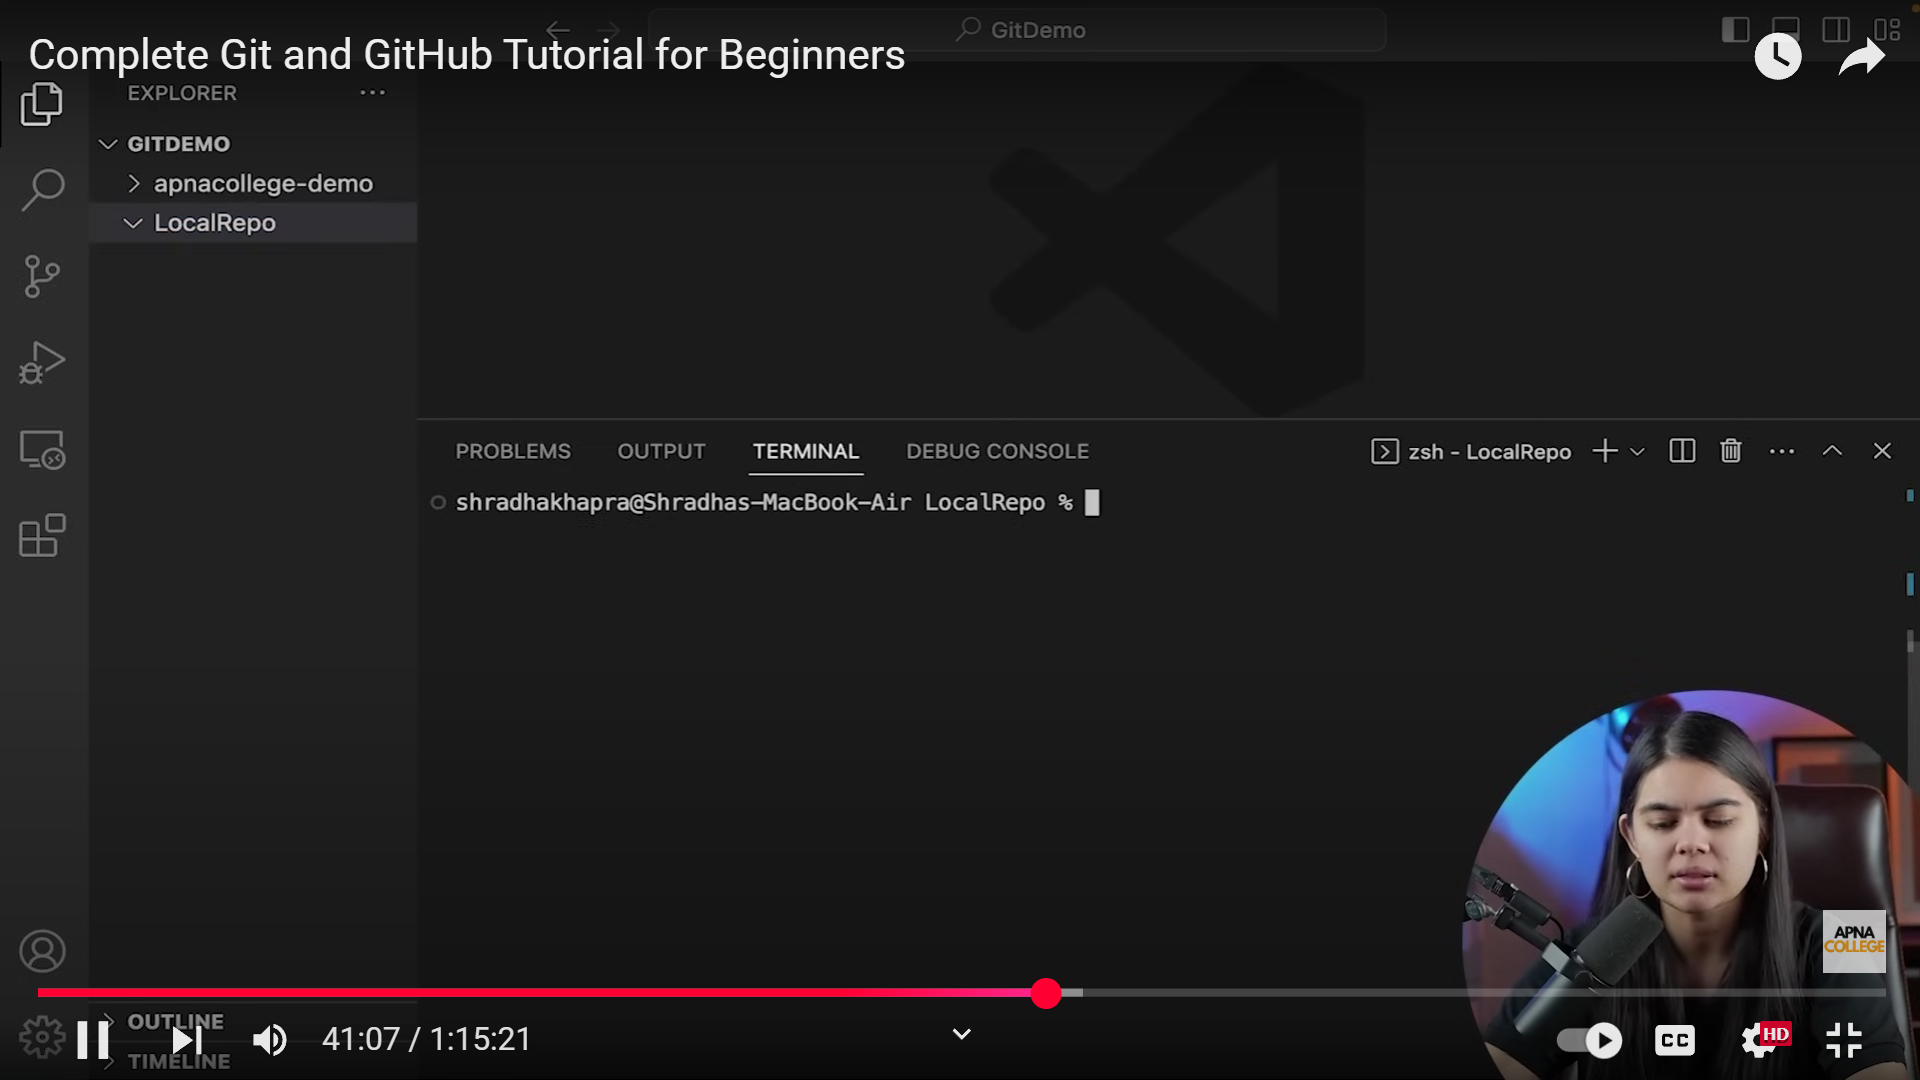 GitDemo
Complete Git and GitHub Tutorial for Beginners
EXPLORER
GITDEMO
apnacollege-demo
LocalRepo
PROBLEMS OUTPUT TERMINAL DEBUG CONSOLE zsh - LocalRepo
shradhakhapra@Shradhas-MacBook-Air LocalRepo %
APNA
COLLEGE
OUTLINE
41:07 / 1:15:21 CC HD
TIMELINE